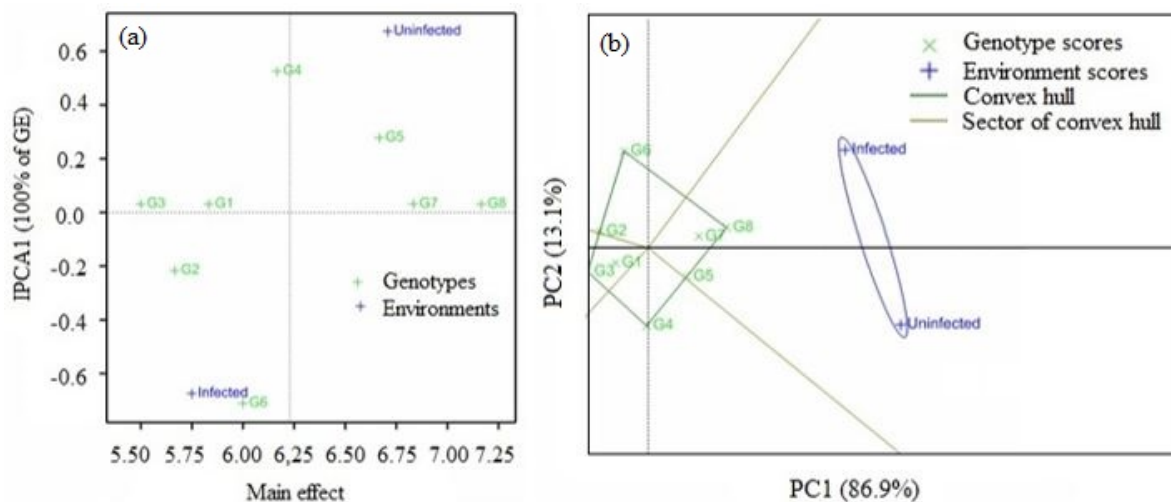 (a)
Uninfected
G4
G5
G3
G1
G7
G8
G2
Genotypes
Environments
Infected
G6
IPCA1 (100% of GE)
0.6
0.4
0.2
0.0
-0.2
-0.4
-0.6
5.50 5.75 6.00 6,25 6.50 6.75 7.00 7.25
Main effect
(b)
Genotype scores
Environment scores
Convex hull
Sector of convex hull
G6
Infected
G2
G8
G7
G1
G3
G5
G4
Uninfected
PC2 (13.1%)
PC1 (86.9%)